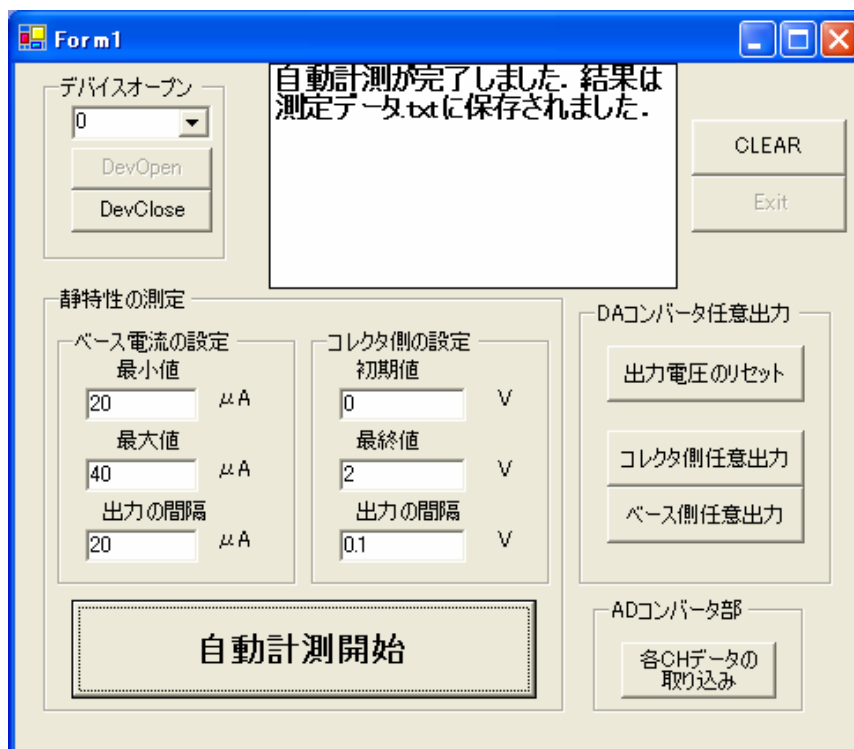 Form1
デバイスオープン
0
DevOpen
DevClose
自動計測が完了しました. 結果は
測定データ.txtに保存されました.
CLEAR
Exit
静特性の測定
ベース電流の設定
最小値
20 μA
最大値
40 μA
出力の間隔
20 μA
コレクタ側の設定
初期値
0 V
最終値
2 V
出力の間隔
0.1 V
自動計測開始
DAコンバータ任意出力
出力電圧のリセット
コレクタ側任意出力
ベース側任意出力
ADコンバータ部
各CHデータの
取り込み